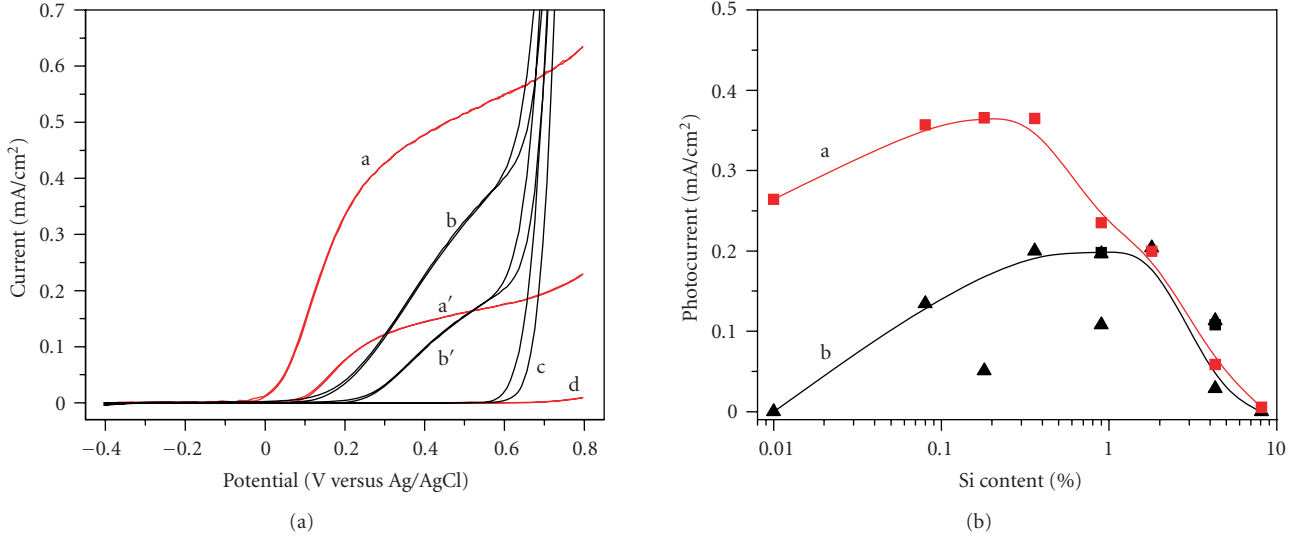 0.7
0.6
0.5
0.4
0.3
0.2
0.1
0
Current (mA/cm²)
−0.4 −0.2 0 0.2 0.4 0.6 0.8
Potential (V versus Ag/AgCl)
a
b
a′
b′
c
d
(a)
0.5
0.4
0.3
0.2
0.1
0
Photocurrent (mA/cm²)
0.01 0.1 1 10
Si content (%)
a
b
(b)